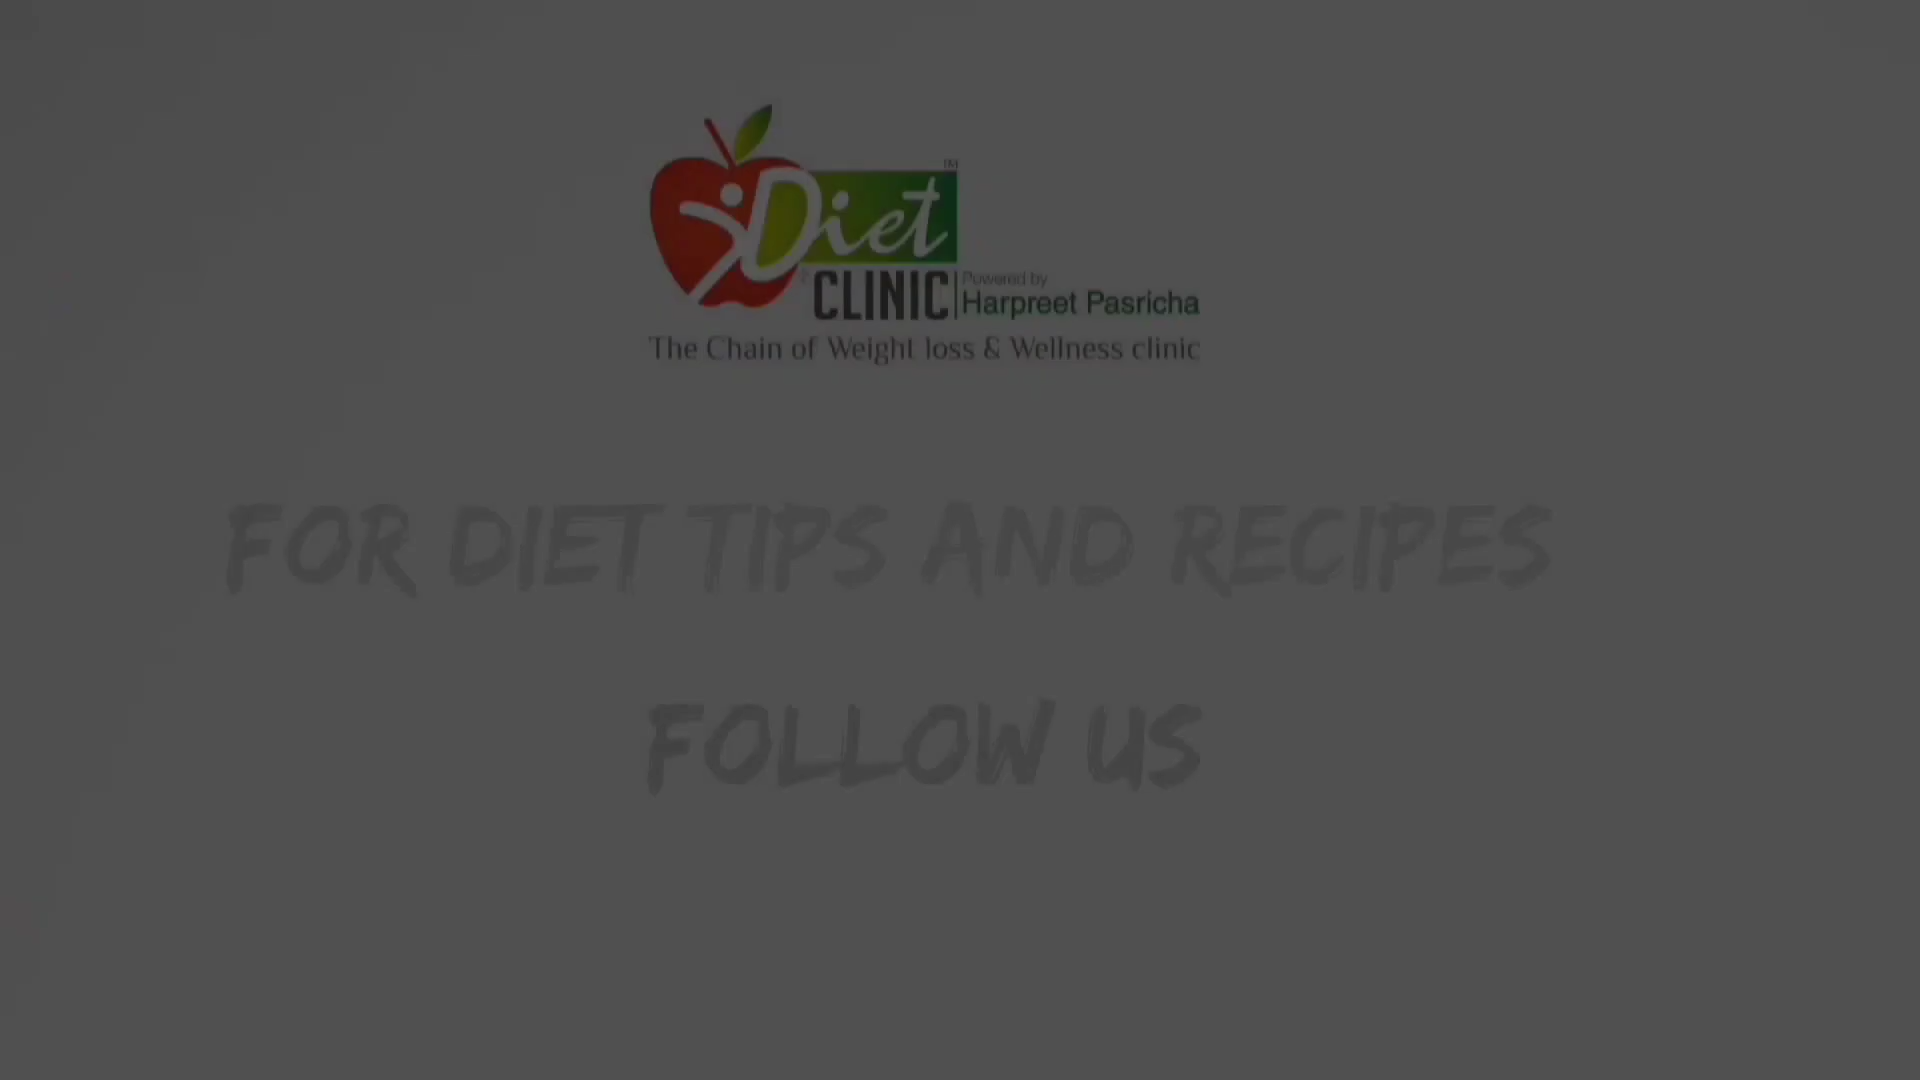 Diet TM
CLINIC Powered by
Harpreet Pasricha
The Chain of Weight loss & Wellness clinic
FOR DIET TIPS AND RECIPES
FOLLOW US